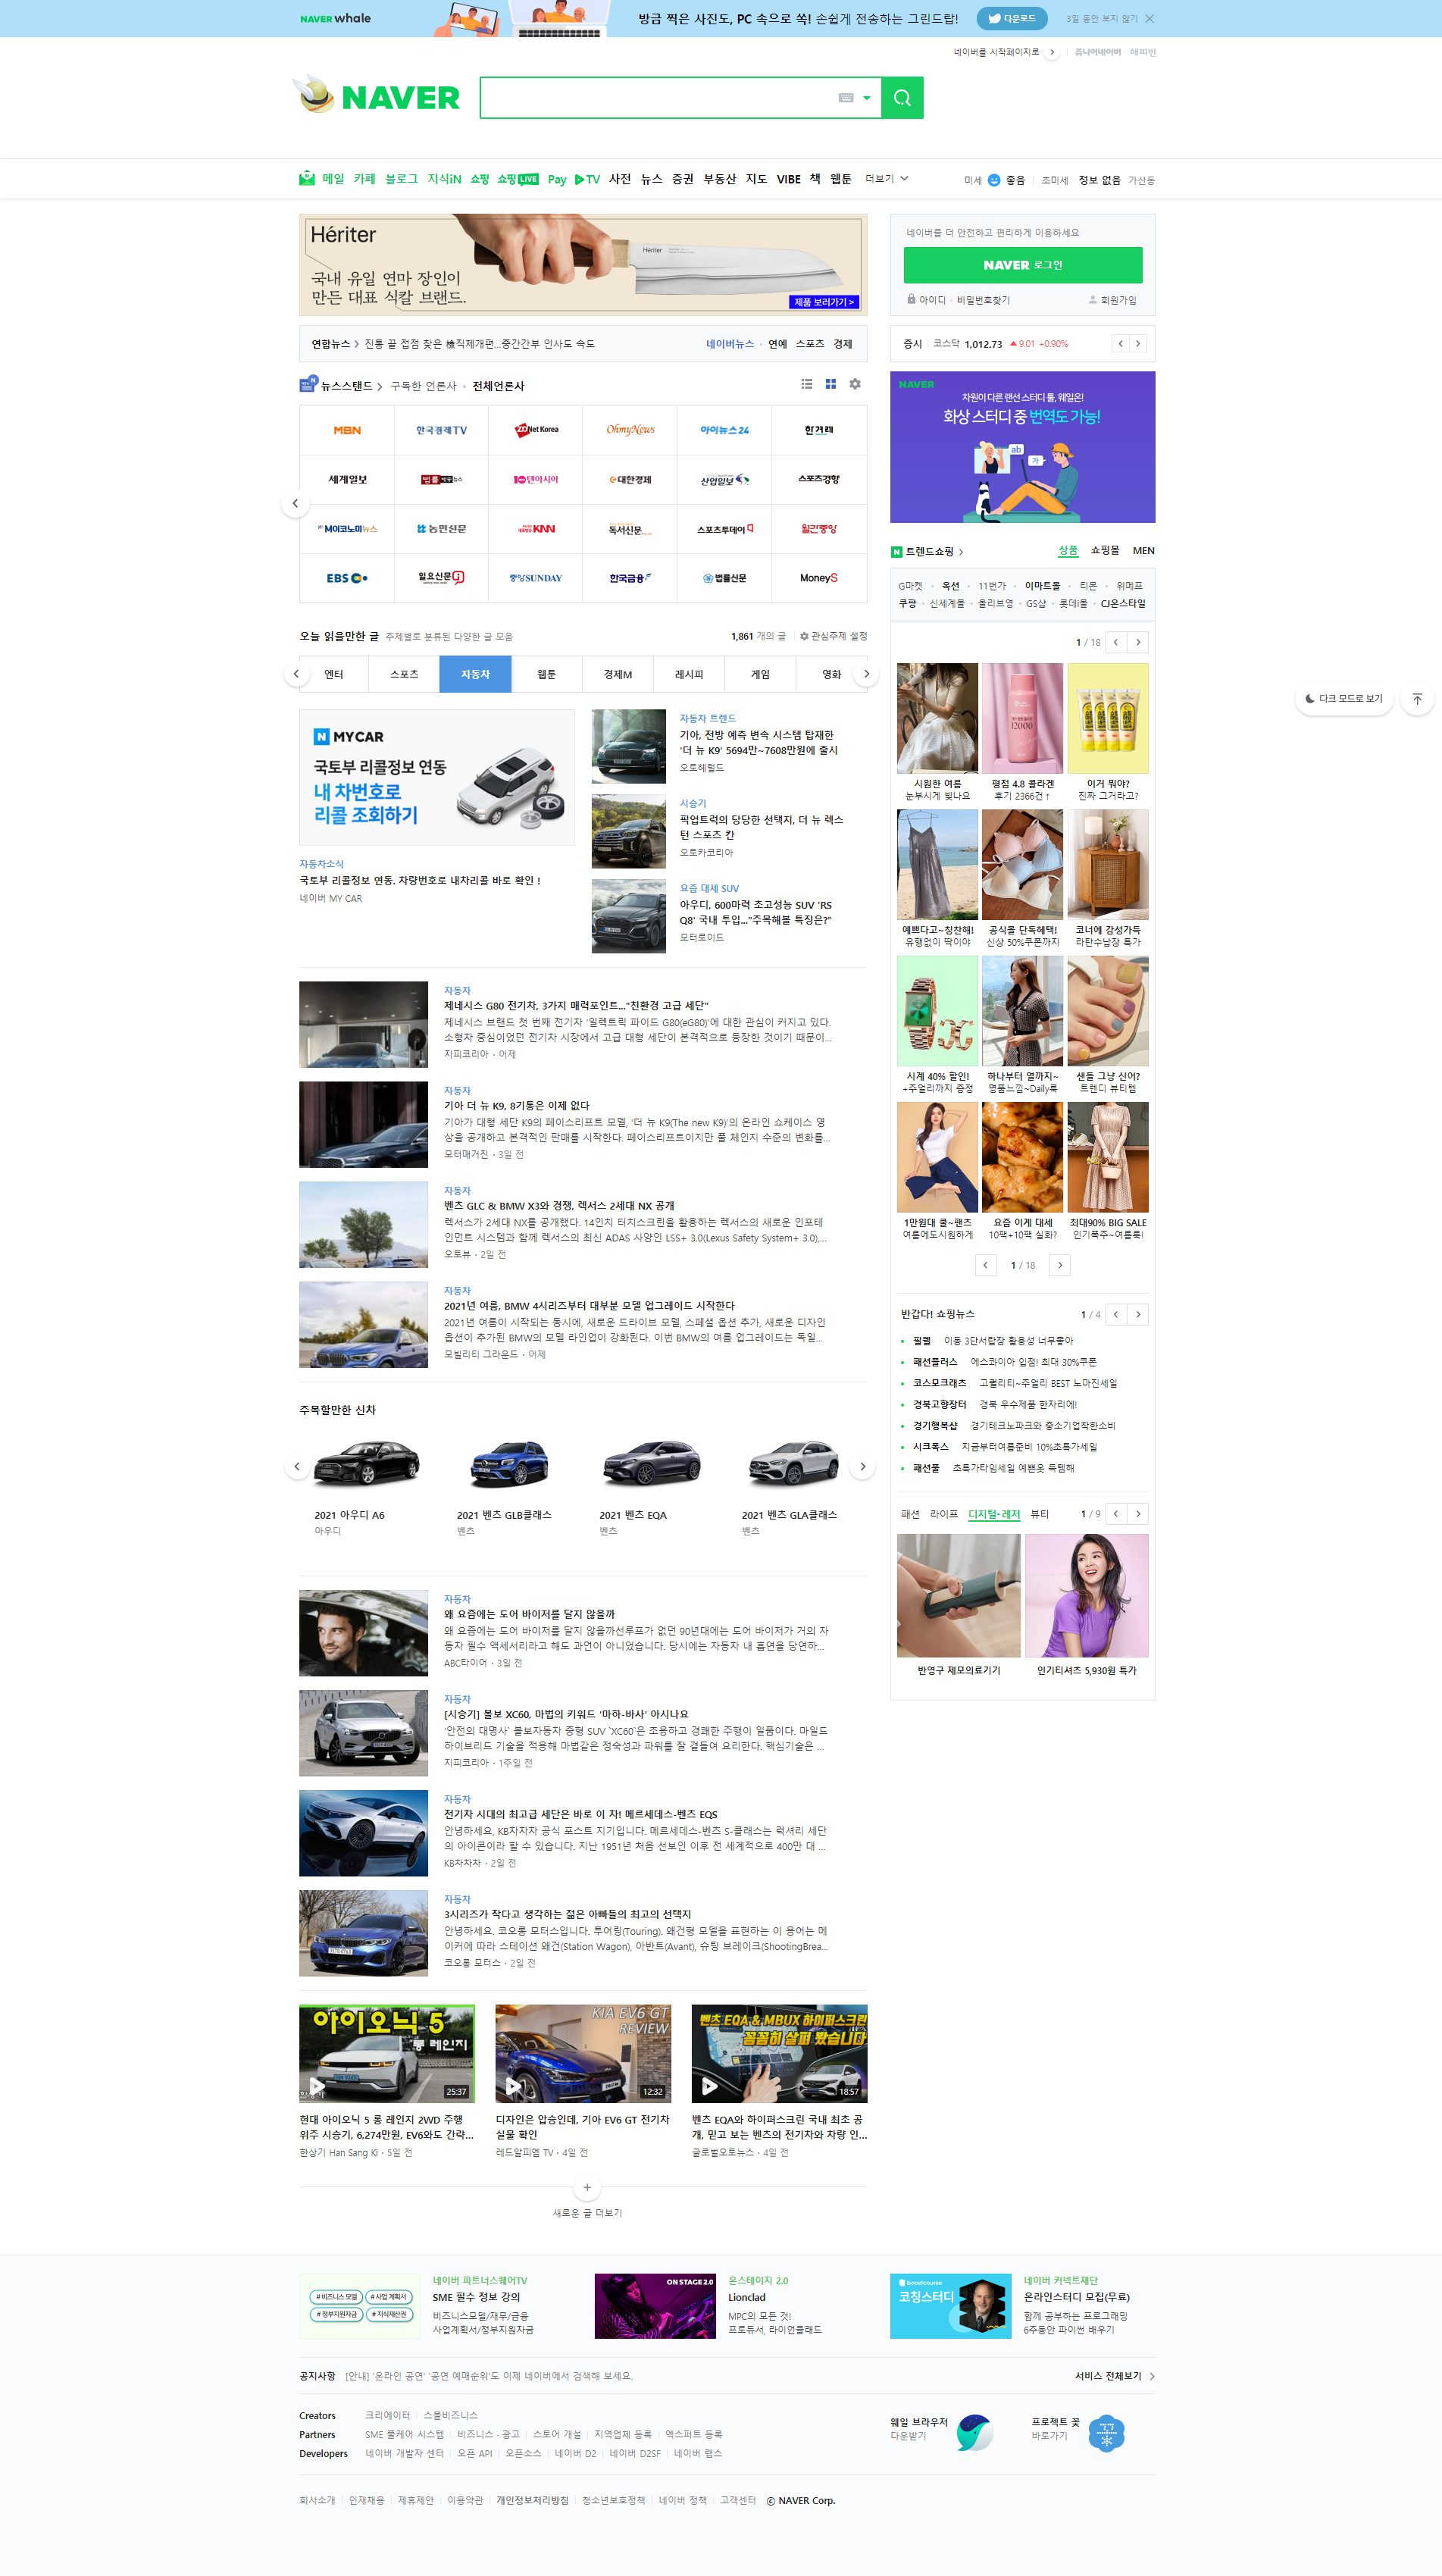 NAVER whale
방금 찍은 사진도, PC 속으로 쏙! 손쉽게 전송하는 그린드랍!
다운로드
3일 동안 보지 않기
네이버를 시작페이지로
쥬니어네이버 해피빈
NAVER
메일 카페 블로그 지식iN 쇼핑 쇼핑LIVE Pay TV 사전 뉴스 증권 부동산 지도 VIBE 책 웹툰 더보기
미세 좋음 초미세 정보 없음 가산동
Hériter
국내 유일 연마 장인이
만든 대표 식칼 브랜드.
Hériter
제품 보러가기 >
네이버를 더 안전하고 편리하게 이용하세요
NAVER 로그인
아이디 · 비밀번호찾기 회원가입
연합뉴스 진통 끝 접점 찾은 檢직제개편...중간간부 인사도 속도
네이버뉴스 · 연예 스포츠 경제
증시 코스닥 1,012.73 ▲ 9.01 +0.90%
뉴스스탠드 구독한 언론사 · 전체언론사
MBN 한국경제TV ZDNet Korea OhmyNews 아이뉴스24 한겨레
세계일보 텐아시아 대한경제 산업일보 스포츠경향
M이코노미뉴스 농민신문 KNN 독서신문 스포츠투데이 월간중앙
EBS 일요신문 중앙SUNDAY 한국금융 법률신문 MoneyS
NAVER
차원이 다른 랜선 스터디 툴, 웨일은!
화상 스터디 중 번역도 가능!
ab
가
트렌드쇼핑
상품 쇼핑몰 MEN
G마켓 · 옥션 · 11번가 · 이마트몰 · 티몬 · 위메프
쿠팡 · 신세계몰 · 올리브영 · GS샵 · 롯데i몰 · CJ온스타일
1 / 18
시원한 여름
눈부시게 빛나요
평점 4.8 콜라겐
후기 2366건↑
이거 뭐야?
진짜 그거라고?
예쁘다고~칭찬해!
유행없이 딱이야
공식몰 단독혜택!
신상 50%쿠폰까지
코너에 감성가득
라탄수납장 특가
시계 40% 할인!
+주얼리까지 증정
하나부터 열까지~
명품느낌~Daily룩
샌들 그냥 신어?
트렌디 뷰티템
1만원대 쿨~팬츠
여름에도시원하게
요즘 이게 대세
10팩+10팩 실화?
최대90% BIG SALE
인기폭주~여름룩!
1 / 18
반갑다! 쇼핑뉴스 1 / 4
필웰 이동 3단서랍장 활용성 너무좋아
패션플러스 에스콰이아 입점! 최대 30%쿠폰
코스모크래츠 고퀄리티~주얼리 BEST 노마진세일
경북고향장터 경북 우수제품 한자리에!
경기행복샵 경기테크노파크와 중소기업착한소비
시크폭스 지금부터여름준비 10%초특가세일
패션풀 초특가타임세일 예쁜옷 득템해
패션 라이프 디지털·레저 뷰티 1 / 9
반영구 제모의료기기
인기티셔츠 5,930원 특가
오늘 읽을만한 글 주제별로 분류된 다양한 글 모음
1,861 개의 글 관심주제 설정
엔터 스포츠 자동차 웹툰 경제M 레시피 게임 영화
N MY CAR
국토부 리콜정보 연동
내 차번호로
리콜 조회하기
자동차소식
국토부 리콜정보 연동. 차량번호로 내차리콜 바로 확인 !
네이버 MY CAR
자동차 트렌드
기아, 전방 예측 변속 시스템 탑재한
'더 뉴 K9' 5694만~7608만원에 출시
오토헤럴드
시승기
픽업트럭의 당당한 선택지, 더 뉴 렉스
턴 스포츠 칸
오토카코리아
요즘 대세 SUV
아우디, 600마력 초고성능 SUV 'RS
Q8' 국내 투입..."주목해볼 특징은?"
모터로이드
자동차
제네시스 G80 전기차, 3가지 매력포인트..."친환경 고급 세단"
제네시스 브랜드 첫 번째 전기차 '일렉트릭 파이드 G80(eG80)'에 대한 관심이 커지고 있다.
소형차 중심이었던 전기차 시장에서 고급 대형 세단이 본격적으로 등장한 것이기 때문이...
지피코리아 · 어제
자동차
기아 더 뉴 K9, 8기통은 이제 없다
기아가 대형 세단 K9의 페이스리프트 모델, '더 뉴 K9(The new K9)'의 온라인 쇼케이스 영
상을 공개하고 본격적인 판매를 시작한다. 페이스리프트이지만 풀 체인지 수준의 변화를...
모터매거진 · 3일 전
자동차
벤츠 GLC & BMW X3와 경쟁, 렉서스 2세대 NX 공개
렉서스가 2세대 NX를 공개했다. 14인치 터치스크린을 활용하는 렉서스의 새로운 인포테
인먼트 시스템과 함께 렉서스의 최신 ADAS 사양인 LSS+ 3.0(Lexus Safety System+ 3.0),...
오토뷰 · 2일 전
자동차
2021년 여름, BMW 4시리즈부터 대부분 모델 업그레이드 시작한다
2021년 여름이 시작되는 동시에, 새로운 드라이브 모델, 스페셜 옵션 추가, 새로운 디자인
옵션이 추가된 BMW의 모델 라인업이 강화된다. 이번 BMW의 여름 업그레이드는 독일...
모빌리티 그라운드 · 어제
주목할만한 신차
2021 아우디 A6
아우디
2021 벤츠 GLB클래스
벤츠
2021 벤츠 EQA
벤츠
2021 벤츠 GLA클래스
벤츠
자동차
왜 요즘에는 도어 바이저를 달지 않을까
왜 요즘에는 도어 바이저를 달지 않을까선루프가 없던 90년대에는 도어 바이저가 거의 자
동차 필수 액세서리라고 해도 과언이 아니었습니다. 당시에는 자동차 내 흡연을 당연하...
ABC타이어 · 3일 전
자동차
[시승기] 볼보 XC60, 마법의 키워드 '마하-바사' 아시나요
'안전의 대명사` 볼보자동차 중형 SUV `XC60`은 조용하고 경쾌한 주행이 일품이다. 마일드
하이브리드 기술을 적용해 마법같은 정숙성과 파워를 잘 곁들여 요리한다. 핵심기술은 ...
지피코리아 · 1주일 전
자동차
전기차 시대의 최고급 세단은 바로 이 차! 메르세데스-벤츠 EQS
안녕하세요, KB차차차 공식 포스트 지기입니다. 메르세데스-벤츠 S-클래스는 럭셔리 세단
의 아이콘이라 할 수 있습니다. 지난 1951년 처음 선보인 이후 전 세계적으로 400만 대 ...
KB차차차 · 2일 전
자동차
3시리즈가 작다고 생각하는 젊은 아빠들의 최고의 선택지
안녕하세요. 코오롱 모터스입니다. 투어링(Touring). 왜건형 모델을 표현하는 이 용어는 메
이커에 따라 스테이션 왜건(Station Wagon), 아반트(Avant), 슈팅 브레이크(ShootingBrea...
코오롱 모터스 · 2일 전
아이오닉 5
롱 레인지
25:37
KIA EV6 GT
REVIEW
12:32
벤츠 EQA & MBUX 하이퍼스크린
꼼꼼히 살펴 봤습니다
18:57
현대 아이오닉 5 롱 레인지 2WD 주행
위주 시승기, 6,274만원, EV6와도 간략...
한상기 Han Sang Ki · 5일 전
디자인은 압승인데, 기아 EV6 GT 전기차
실물 확인
레드알피엠 TV · 4일 전
벤츠 EQA와 하이퍼스크린 국내 최초 공
개, 믿고 보는 벤츠의 전기차와 차량 인...
글로벌오토뉴스 · 4일 전
새로운 글 더보기
다크 모드로 보기
# 비즈니스 모델 # 사업 계획서
# 정부지원자금 # 지식재산권
네이버 파트너스퀘어TV
SME 필수 정보 강의
비즈니스모델/재무/금융
사업계획서/정부지원자금
ON STAGE 2.0
온스테이지 2.0
Lionclad
MPC의 모든 것!
프로듀서, 라이언클래드
boostcourse
코칭스터디
네이버 커넥트재단
온라인스터디 모집(무료)
함께 공부하는 프로그래밍
6주동안 파이썬 배우기
공지사항 [안내] '온라인 공연' '공연 예매순위'도 이제 네이버에서 검색해 보세요.
서비스 전체보기
Creators 크리에이터 스몰비즈니스
Partners SME 풀케어 시스템 비즈니스 · 광고 스토어 개설 지역업체 등록 엑스퍼트 등록
Developers 네이버 개발자 센터 오픈 API 오픈소스 네이버 D2 네이버 D2SF 네이버 랩스
웨일 브라우저
다운받기
프로젝트 꽃
바로가기
회사소개 인재채용 제휴제안 이용약관 개인정보처리방침 청소년보호정책 네이버 정책 고객센터 ⓒ NAVER Corp.